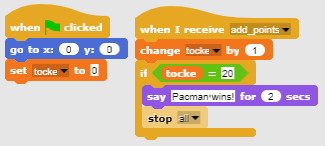 when clicked
go to x: 0 y: 0
set tocke to 0
when I receive add_points
change tocke by 1
if tocke = 20
say Pacman wins! for 2 secs
stop all